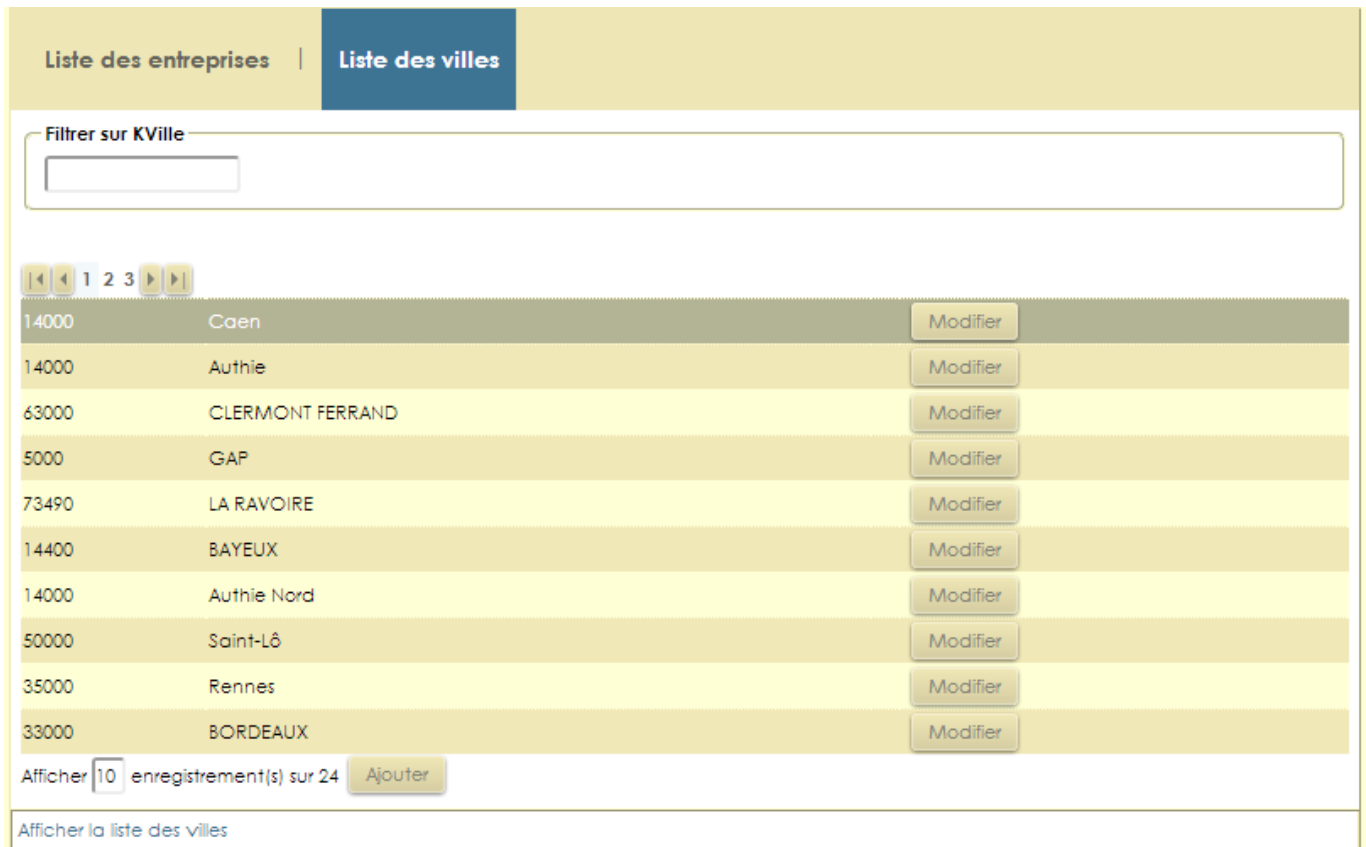 Liste des entreprises | Liste des villes
Filtrer sur KVille
1 2 3
14000 Caen Modifier
14000 Authie Modifier
63000 CLERMONT FERRAND Modifier
5000 GAP Modifier
73490 LA RAVOIRE Modifier
14400 BAYEUX Modifier
14000 Authie Nord Modifier
50000 Saint-Lô Modifier
35000 Rennes Modifier
33000 BORDEAUX Modifier
Afficher 10 enregistrement(s) sur 24 Ajouter
Afficher la liste des villes